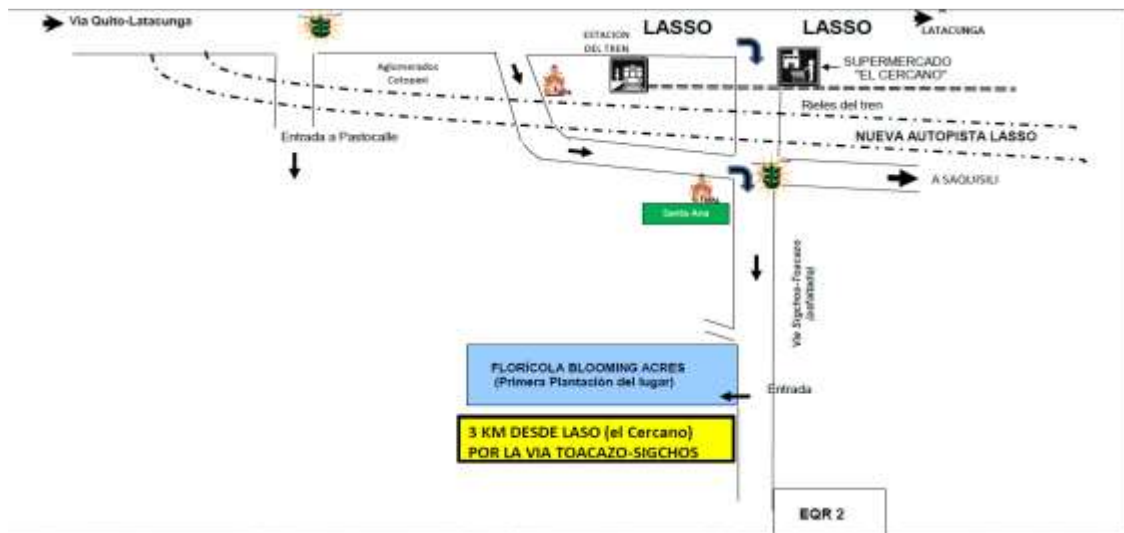 Via Quito-Latacunga
LASSO
LASSO
LATACUNGA
ESTACION
DEL TREN
SUPERMERCADO
"EL CERCANO"
Aglomerados
Cotopaxi
Rieles del tren
Entrada a Pastocalle
NUEVA AUTOPISTA LASSO
A SAQUISILI
Santa Ana
Via Sigchos-Toacazo
(asfaltada)
FLORÍCOLA BLOOMING ACRES
(Primera Plantación del lugar)
Entrada
3 KM DESDE LASO (el Cercano)
POR LA VIA TOACAZO-SIGCHOS
EQR 2